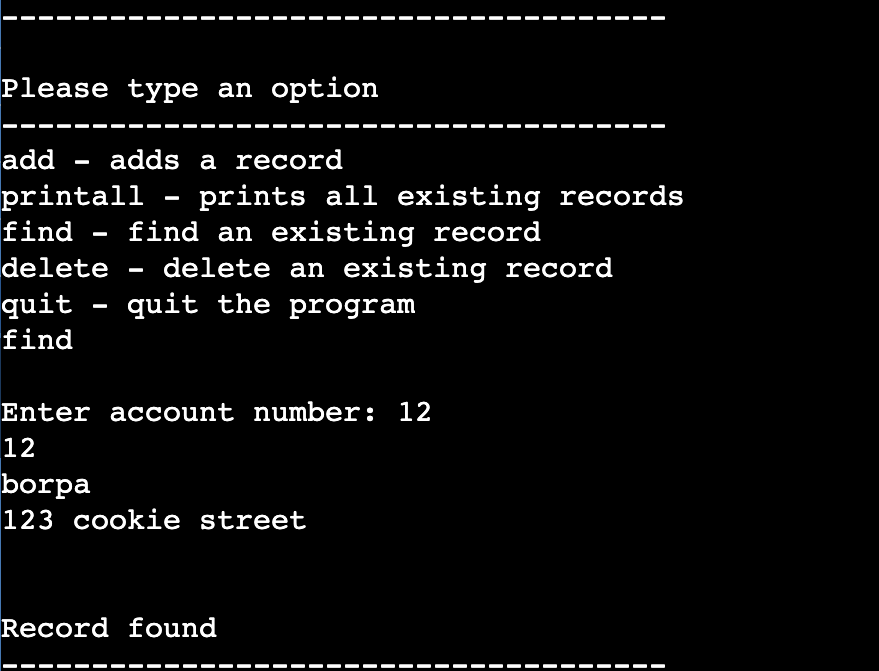 -------------------------------------
Please type an option
-------------------------------------
add - adds a record
printall - prints all existing records
find - find an existing record
delete - delete an existing record
quit - quit the program
find
Enter account number: 12
12
borpa
123 cookie street
Record found
-------------------------------------